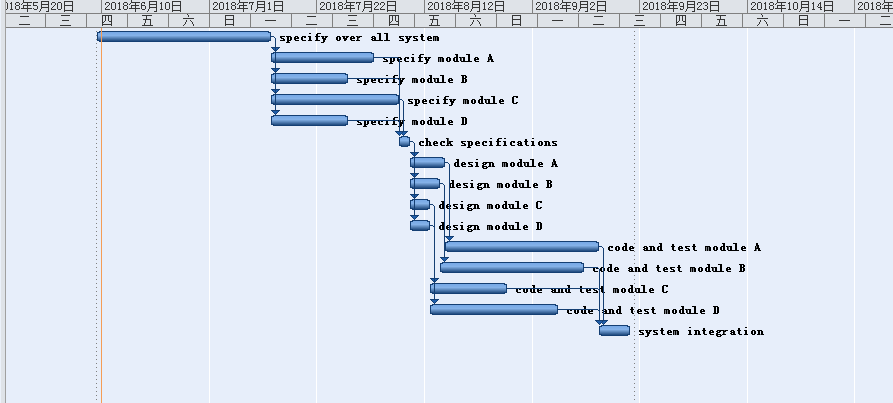 018年5月20日 2018年6月10日 2018年7月1日 2018年7月22日 2018年8月12日 2018年9月2日 2018年9月23日 2018年10月14日 2018年
二 三 四 五 六 日 一 二 三 四 五 六 日 一 二 三 四 五 六 日 一 二
specify over all system
specify module A
specify module B
specify module C
specify module D
check specifications
design module A
design module B
design module C
design module D
code and test module A
code and test module B
code and test module C
code and test module D
system integration